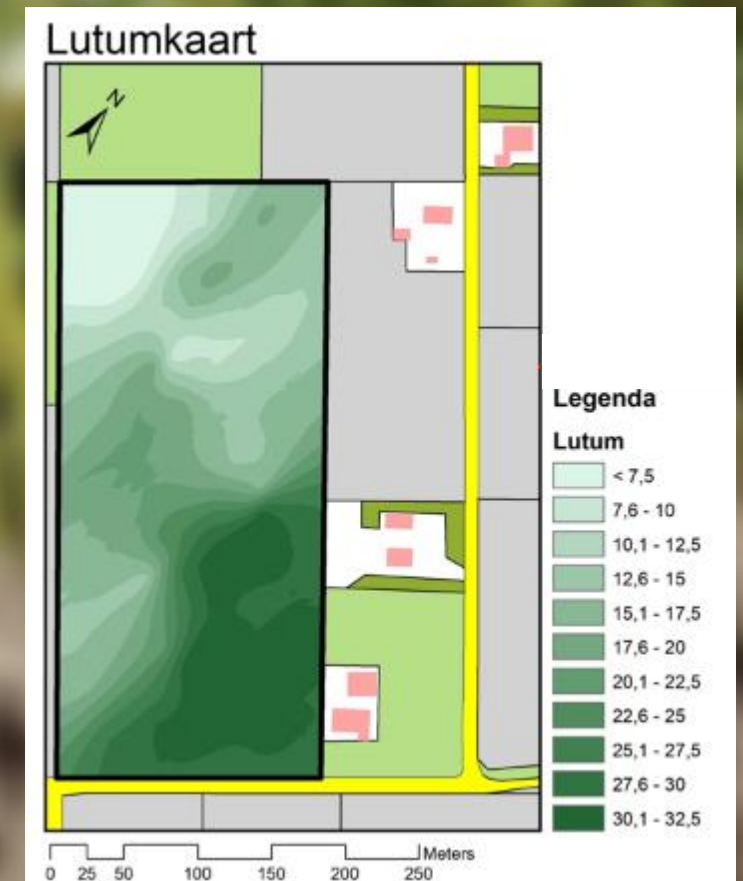 Lutumkaart
N
Legenda
Lutum
< 7,5
7,6 - 10
10,1 - 12,5
12,6 - 15
15,1 - 17,5
17,6 - 20
20,1 - 22,5
22,6 - 25
25,1 - 27,5
27,6 - 30
30,1 - 32,5
Meters
0 25 50 100 150 200 250